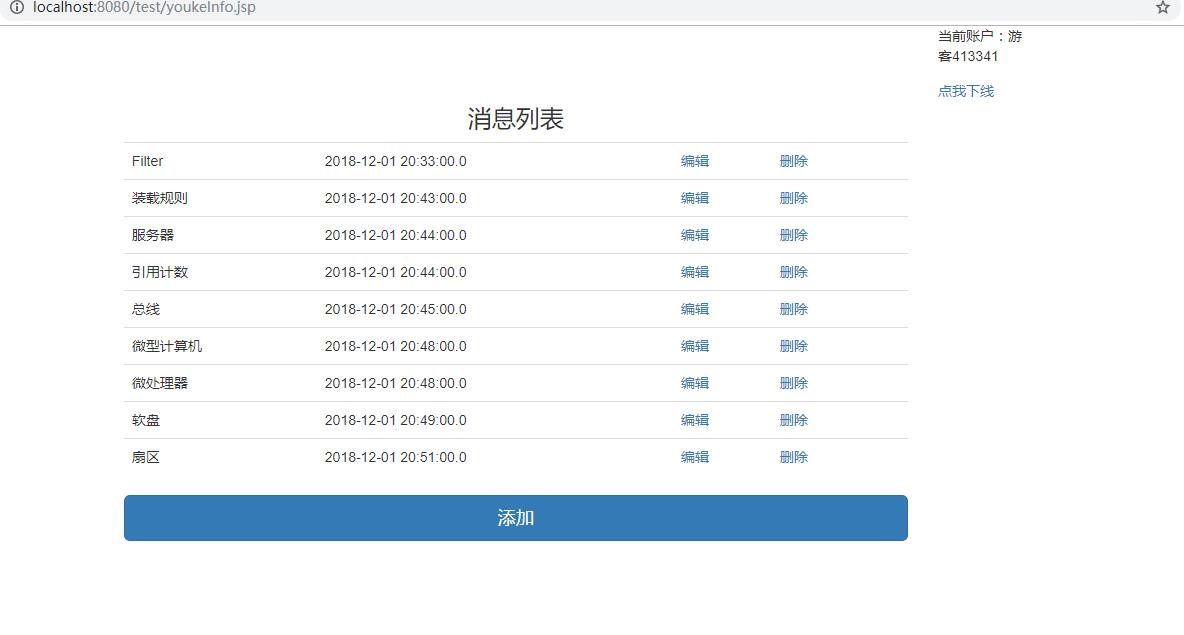 localhost:8080/test/youkeInfo.jsp
当前账户：游
客413341
点我下线
消息列表
Filter 2018-12-01 20:33:00.0 编辑 删除
装载规则 2018-12-01 20:43:00.0 编辑 删除
服务器 2018-12-01 20:44:00.0 编辑 删除
引用计数 2018-12-01 20:44:00.0 编辑 删除
总线 2018-12-01 20:45:00.0 编辑 删除
微型计算机 2018-12-01 20:48:00.0 编辑 删除
微处理器 2018-12-01 20:48:00.0 编辑 删除
软盘 2018-12-01 20:49:00.0 编辑 删除
扇区 2018-12-01 20:51:00.0 编辑 删除
添加